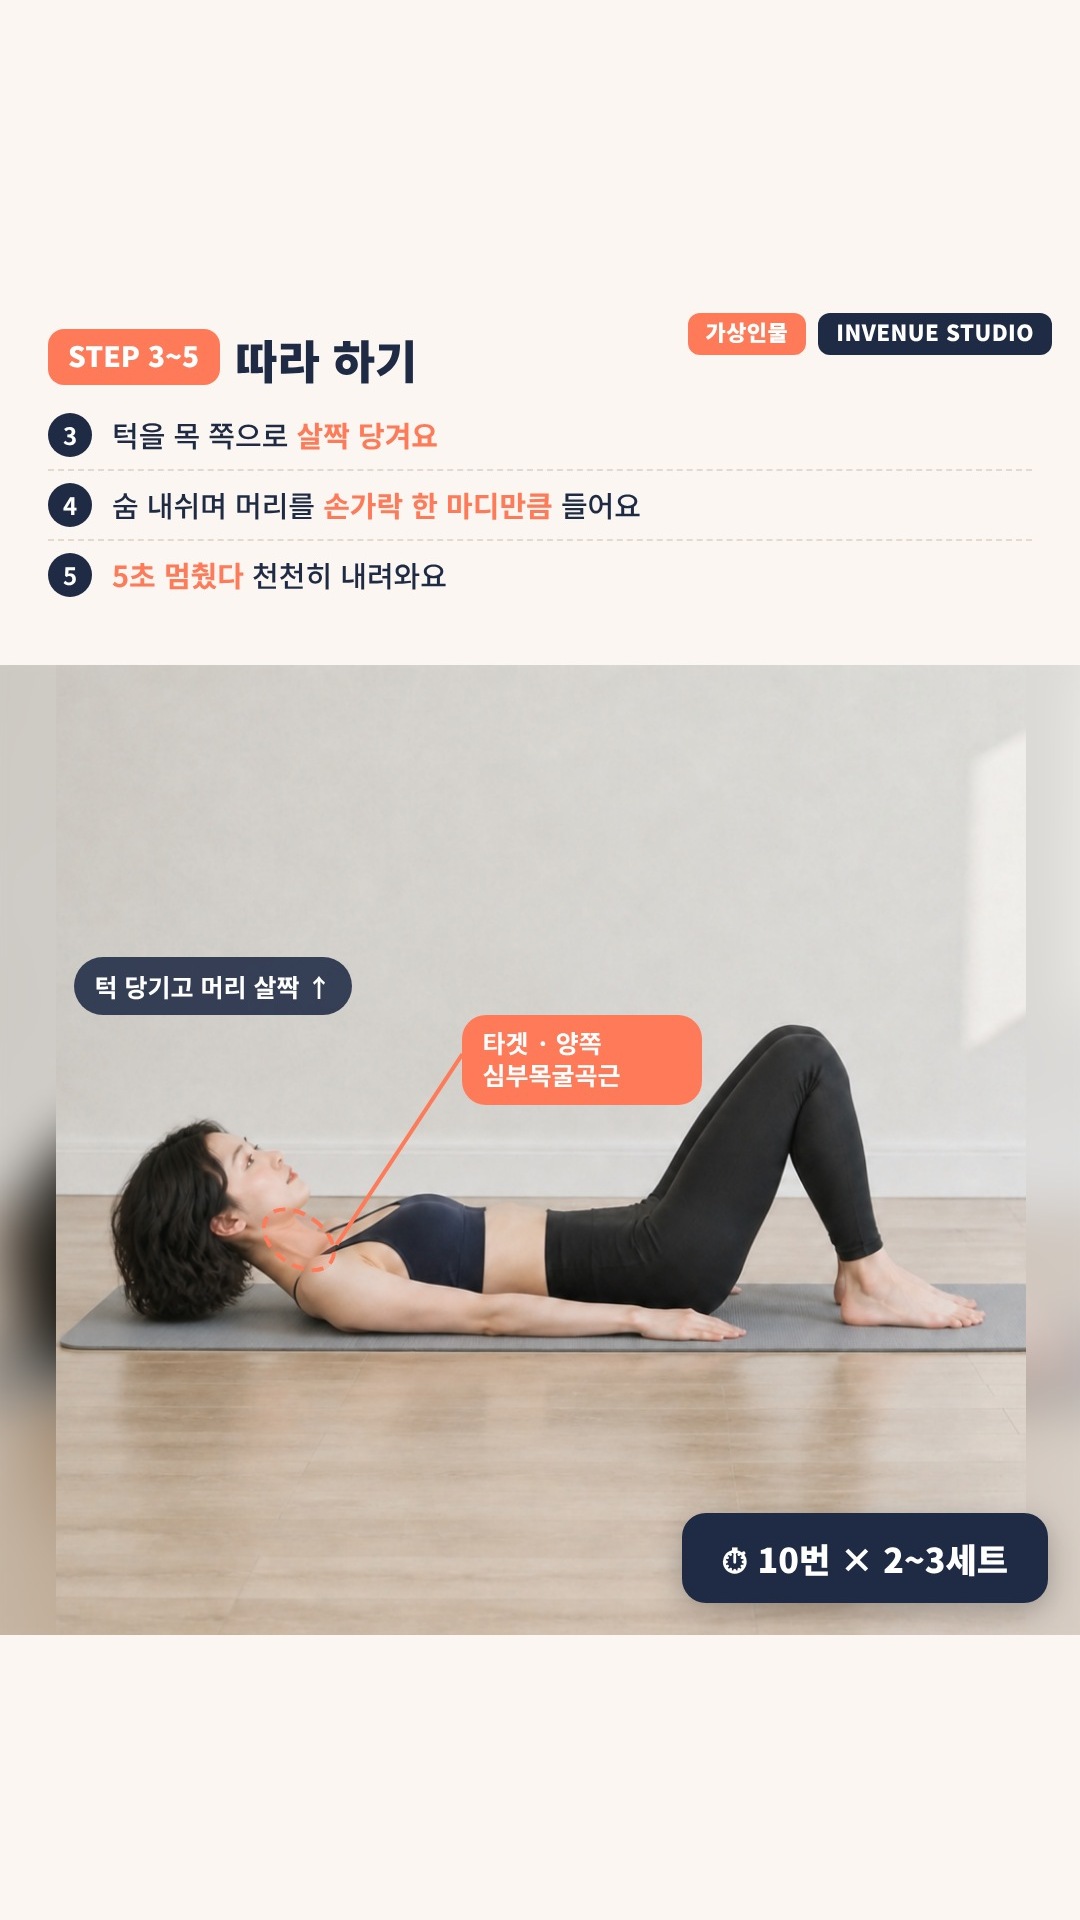 STEP 3~5 따라 하기
가상인물 INVENUE STUDIO
3 턱을 목 쪽으로 살짝 당겨요
4 숨 내쉬며 머리를 손가락 한 마디만큼 들어요
5 5초 멈췄다 천천히 내려와요
턱 당기고 머리 살짝 ↑
타겟 · 양쪽
심부목굴곡근
⏱ 10번 × 2~3세트